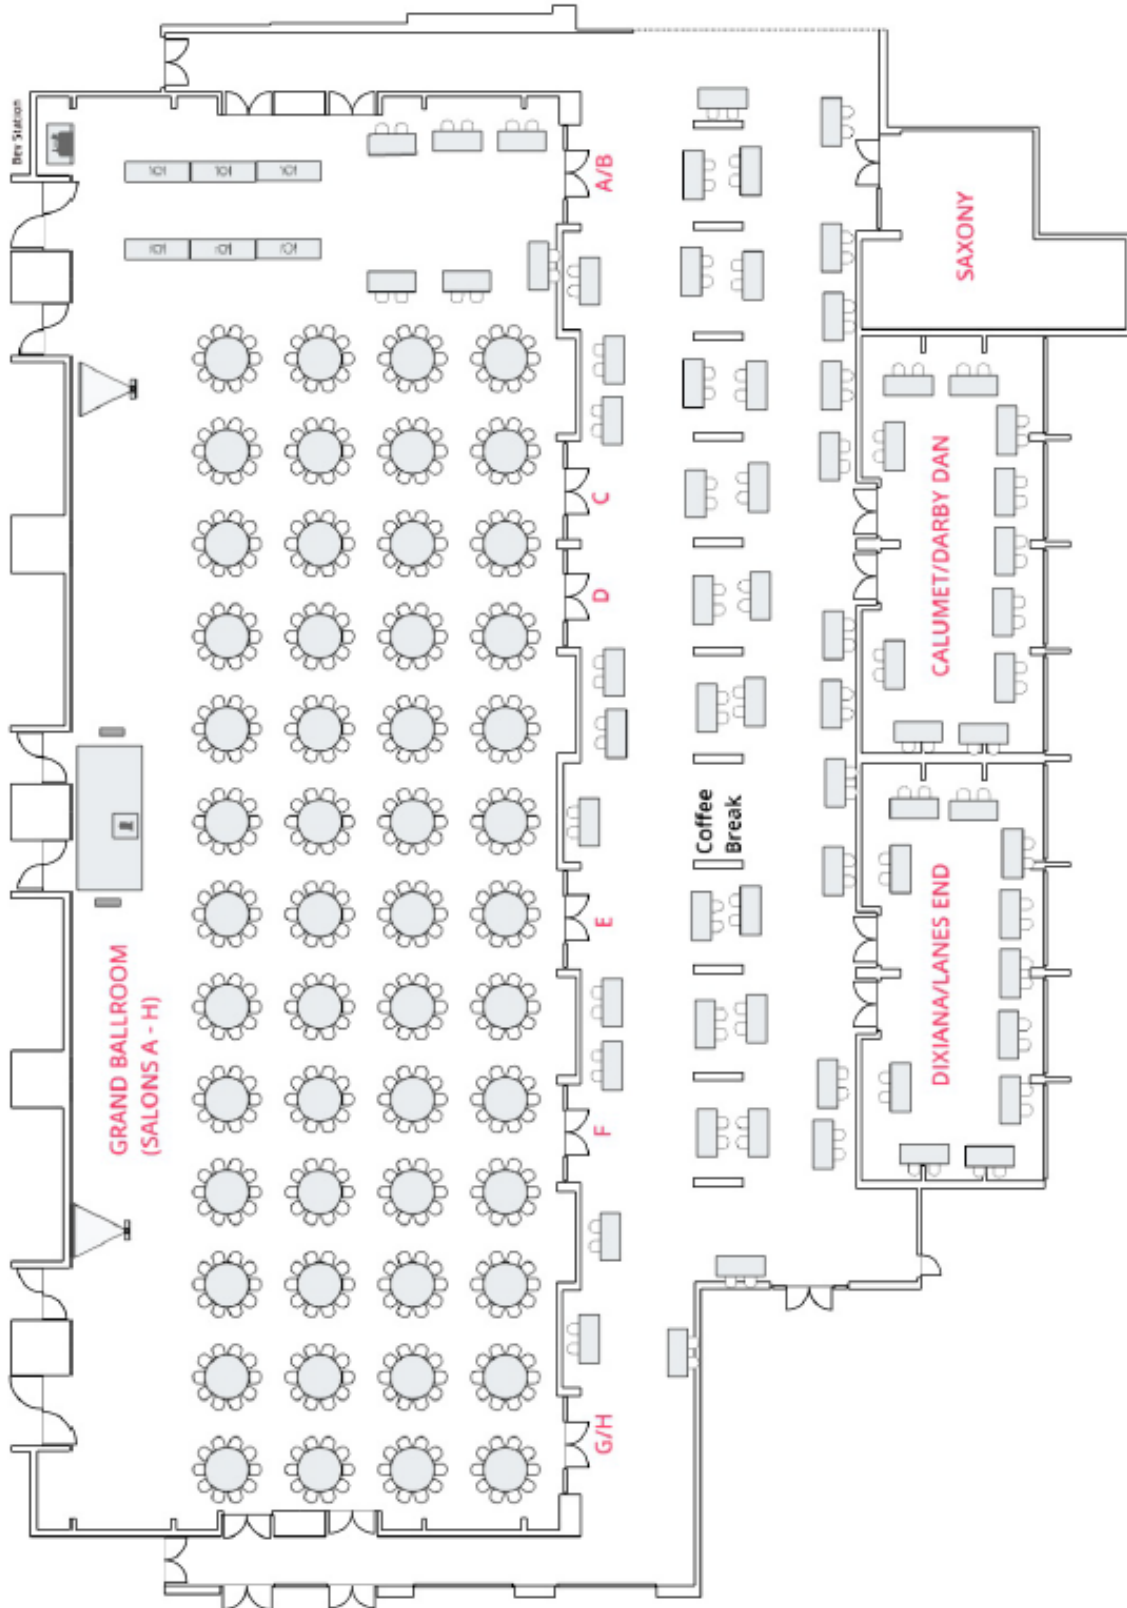 Bev Station
A/B
SAXONY
C
D
CALUMET/DARBY DAN
Coffee
Break
E
GRAND BALLROOM
(SALONS A - H)
DIXIANA/LANES END
F
G/H